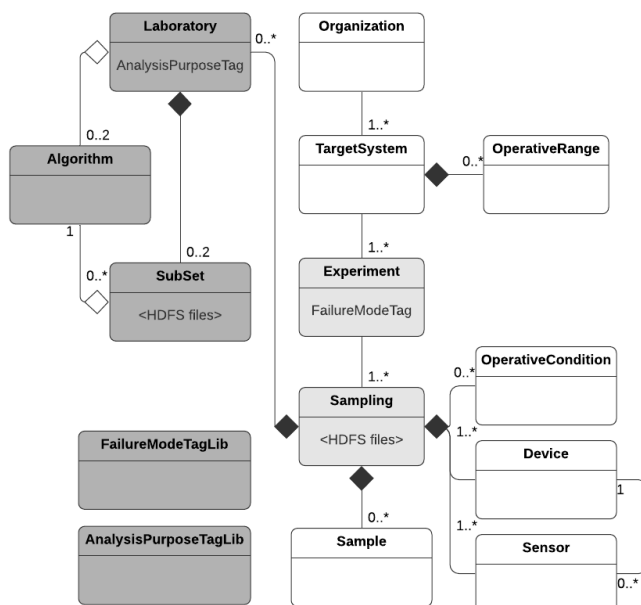 Laboratory
AnalysisPurposeTag
0..*
Organization
0..2
1..*
Algorithm
TargetSystem
0..*
OperativeRange
1
0..*
0..2
1..*
SubSet
<HDFS files>
Experiment
FailureModeTag
OperativeCondition
0..*
1..*
Sampling
<HDFS files>
1..*
FailureModeTagLib
Device
1
1..*
0..*
AnalysisPurposeTagLib
Sample
Sensor
0..*